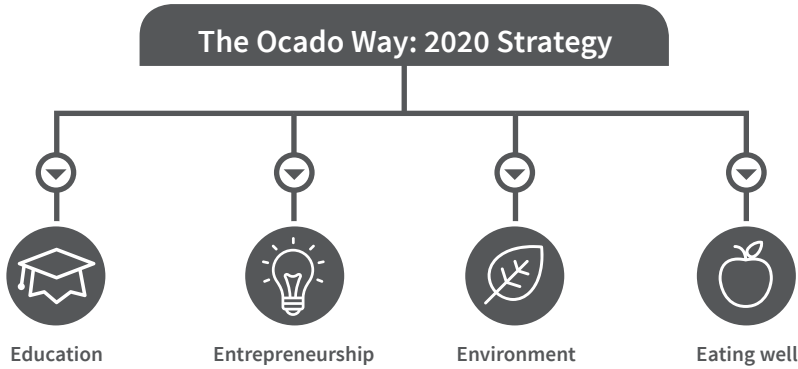 The Ocado Way: 2020 Strategy
Education
Entrepreneurship
Environment
Eating well